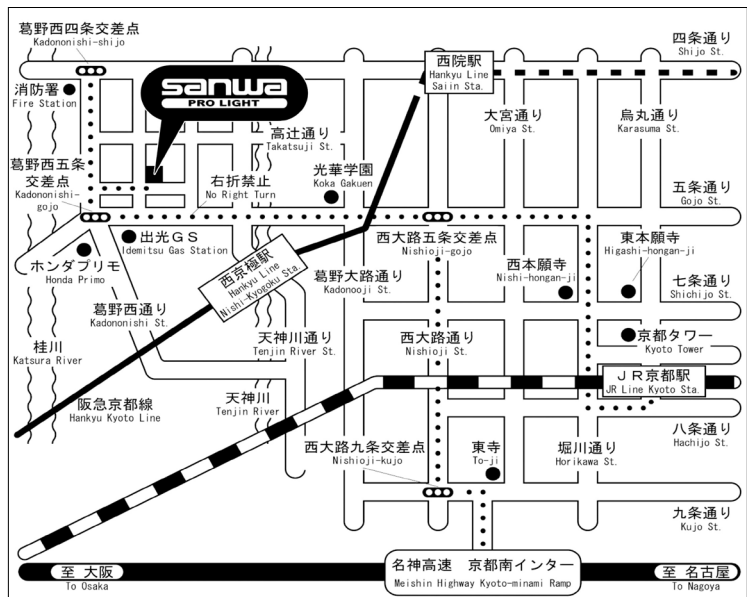 葛野西四条交差点
Kadononishi-shijo
四条通り
Shijo St.
西院駅
Hankyu Line
Saiin Sta.
消防署
Fire Station
sanwa
PRO LIGHT
高辻通り
Takatsuji St.
大宮通り
Omiya St.
烏丸通り
Karasuma St.
葛野西五条
交差点
Kadononishi-
gojo
右折禁止
No Right Turn
光華学園
Koka Gakuen
五条通り
Gojo St.
出光GS
Idemitsu Gas Station
西大路五条交差点
Nishioji-gojo
東本願寺
Higashi-hongan-ji
ホンダプリモ
Honda Primo
西京極駅
Hankyu Line
Nishi-Kyogoku Sta.
葛野大路通り
Kadonooji St.
西本願寺
Nishi-hongan-ji
七条通り
Shichijo St.
葛野西通り
Kadononishi St.
桂川
Katsura River
天神川通り
Tenjin River St.
西大路通り
Nishioji St.
京都タワー
Kyoto Tower
JR京都駅
JR Line Kyoto Sta.
阪急京都線
Hankyu Kyoto Line
天神川
Tenjin River
八条通り
Hachijo St.
西大路九条交差点
Nishioji-kujo
東寺
To-ji
堀川通り
Horikawa St.
九条通り
Kujo St.
名神高速 京都南インター
Meishin Highway Kyoto-minami Ramp
至 大阪
To Osaka
至 名古屋
To Nagoya